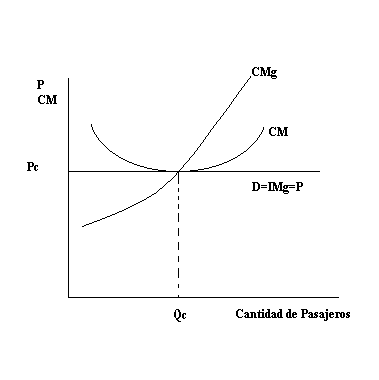 CMg
P
CM
CM
Pc
D=IMg=P
Qc
Cantidad de Pasajeros